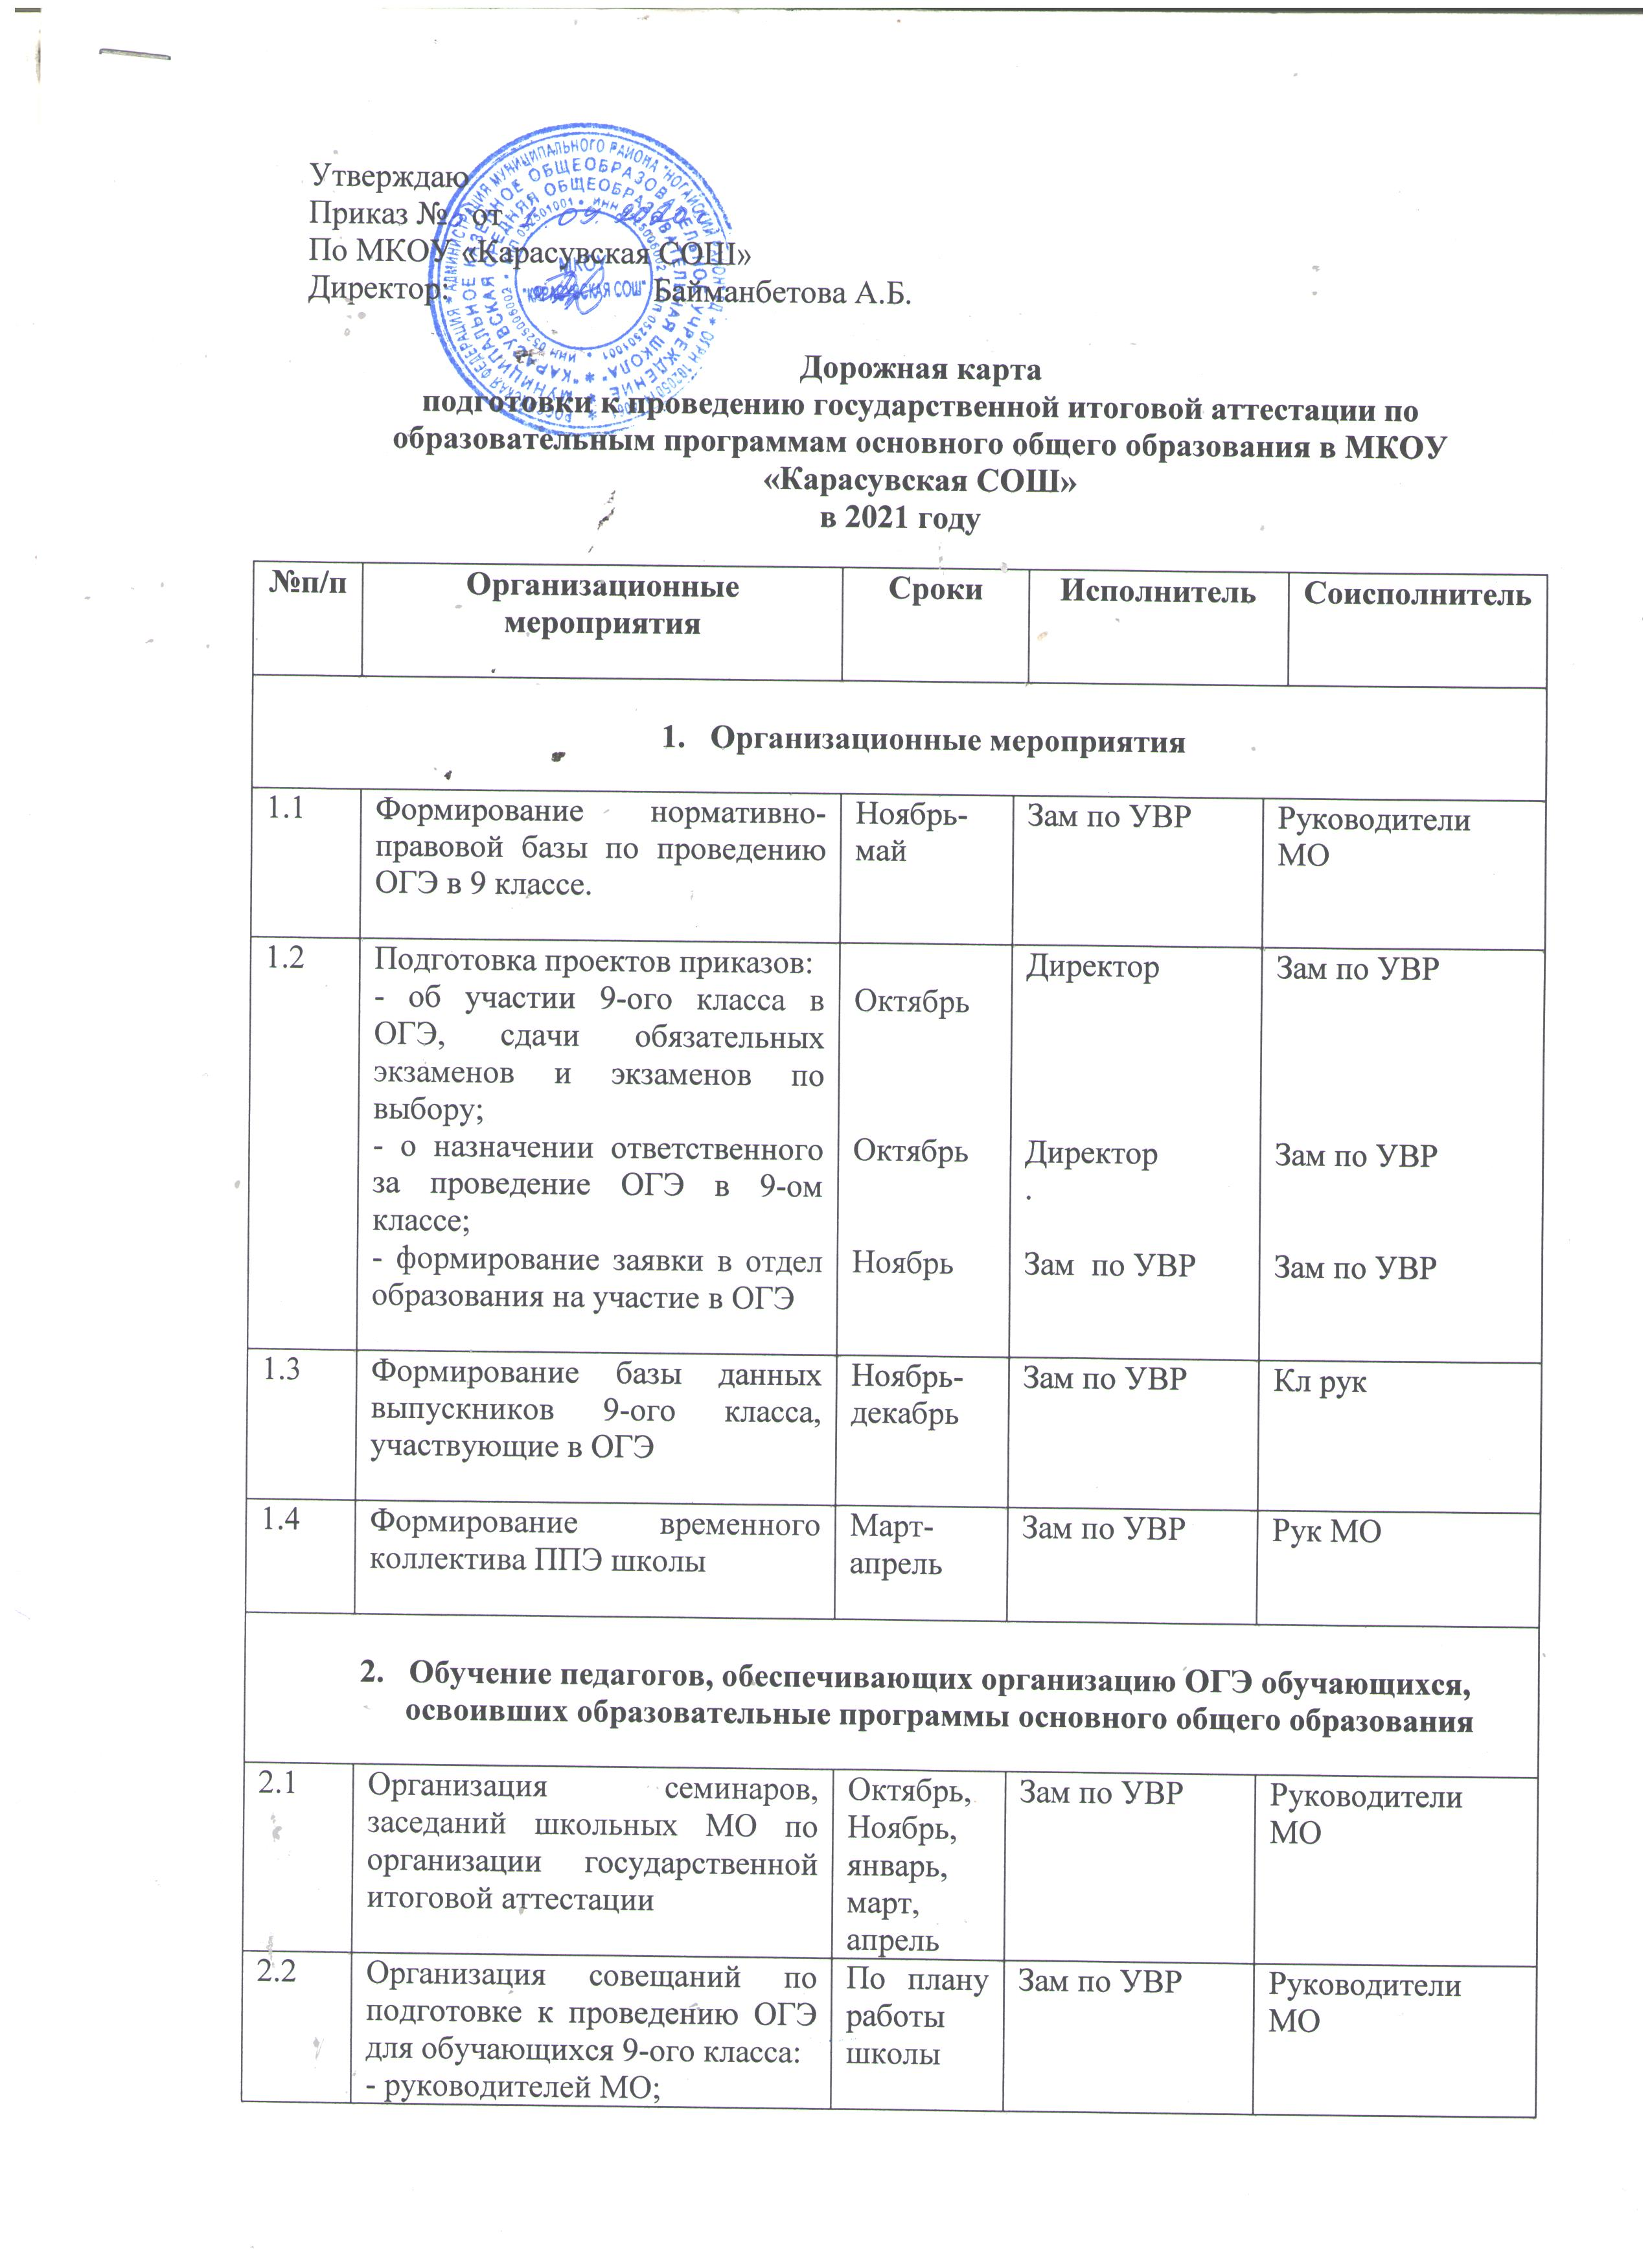 Утверждаю
Приказ № от 09. 2020
По МКОУ «Карасувская СОШ»
Директор: Байманбетова А.Б.
МКОУ
"КАРАСУВСКАЯ СОШ"
Дорожная карта
подготовки к проведению государственной итоговой аттестации по
образовательным программам основного общего образования в МКОУ
«Карасувская СОШ»
в 2021 году
№п/п Организационные мероприятия Сроки Исполнитель Соисполнитель
1. Организационные мероприятия
1.1 Формирование нормативно- Ноябрь- Зам по УВР Руководители
правовой базы по проведению май МО
ОГЭ в 9 классе.
1.2 Подготовка проектов приказов: Директор Зам по УВР
- об участии 9-ого класса в Октябрь
ОГЭ, сдачи обязательных
экзаменов и экзаменов по
выбору;
- о назначении ответственного Октябрь Директор Зам по УВР
за проведение ОГЭ в 9-ом .
классе;
- формирование заявки в отдел Ноябрь Зам по УВР Зам по УВР
образования на участие в ОГЭ
1.3 Формирование базы данных Ноябрь- Зам по УВР Кл рук
выпускников 9-ого класса, декабрь
участвующие в ОГЭ
1.4 Формирование временного Март- Зам по УВР Рук МО
коллектива ППЭ школы апрель
2. Обучение педагогов, обеспечивающих организацию ОГЭ обучающихся,
освоивших образовательные программы основного общего образования
2.1 Организация семинаров, Октябрь, Зам по УВР Руководители
заседаний школьных МО по Ноябрь, МО
организации государственной январь,
итоговой аттестации март,
апрель
2.2 Организация совещаний по По плану Зам по УВР Руководители
подготовке к проведению ОГЭ работы МО
для обучающихся 9-ого класса: школы
- руководителей МО;